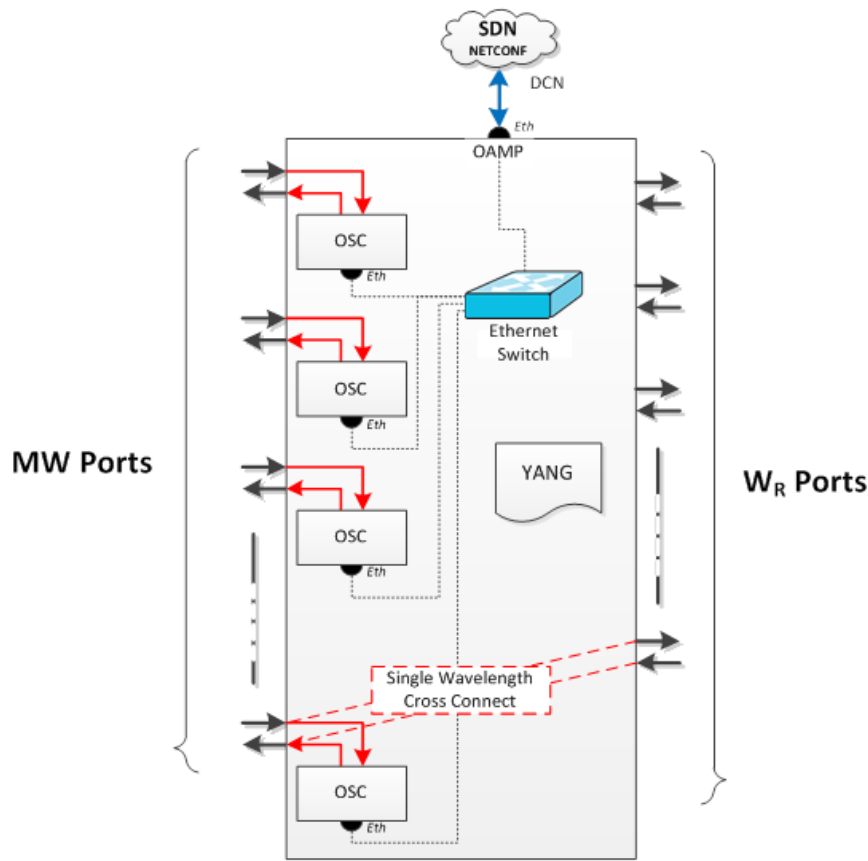 SDN
NETCONF
DCN
Eth
OAMP
OSC
Eth
Ethernet
Switch
OSC
Eth
MW Ports
YANG
W_R Ports
OSC
Eth
Single Wavelength
Cross Connect
OSC
Eth